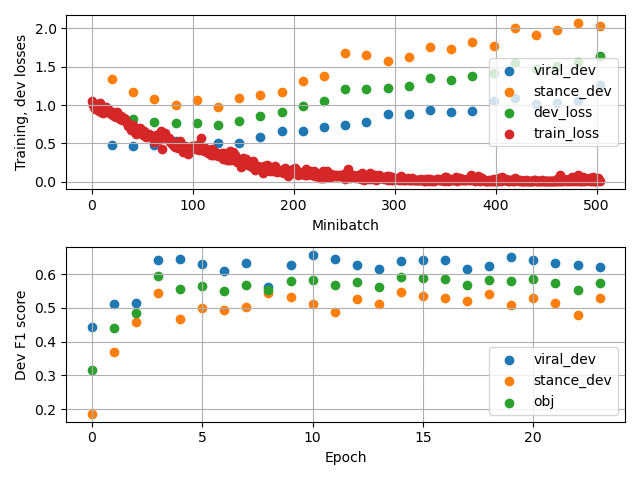 Training, dev losses
2.0
1.5
1.0
0.5
0.0
viral_dev
stance_dev
dev_loss
train_loss
0
100
200
300
400
500
Minibatch
Dev F1 score
0.6
0.5
0.4
0.3
0.2
viral_dev
stance_dev
obj
0
5
10
15
20
Epoch